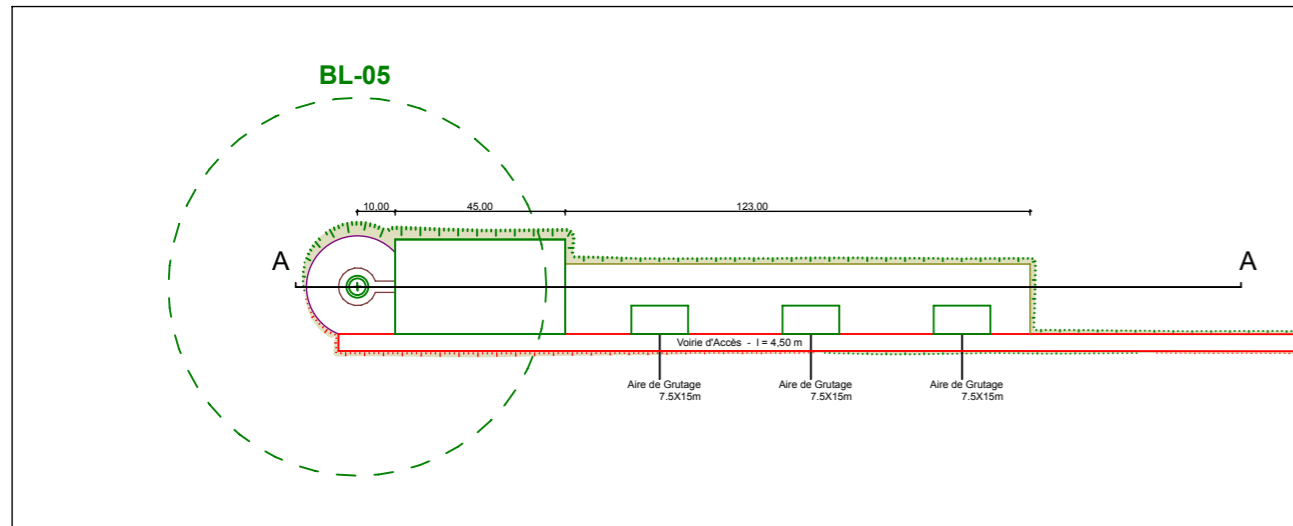 BL-05
10,00
45,00
123,00
A
A
Voirie d'Accès - l = 4,50 m
Aire de Grutage
7.5X15m
Aire de Grutage
7.5X15m
Aire de Grutage
7.5X15m